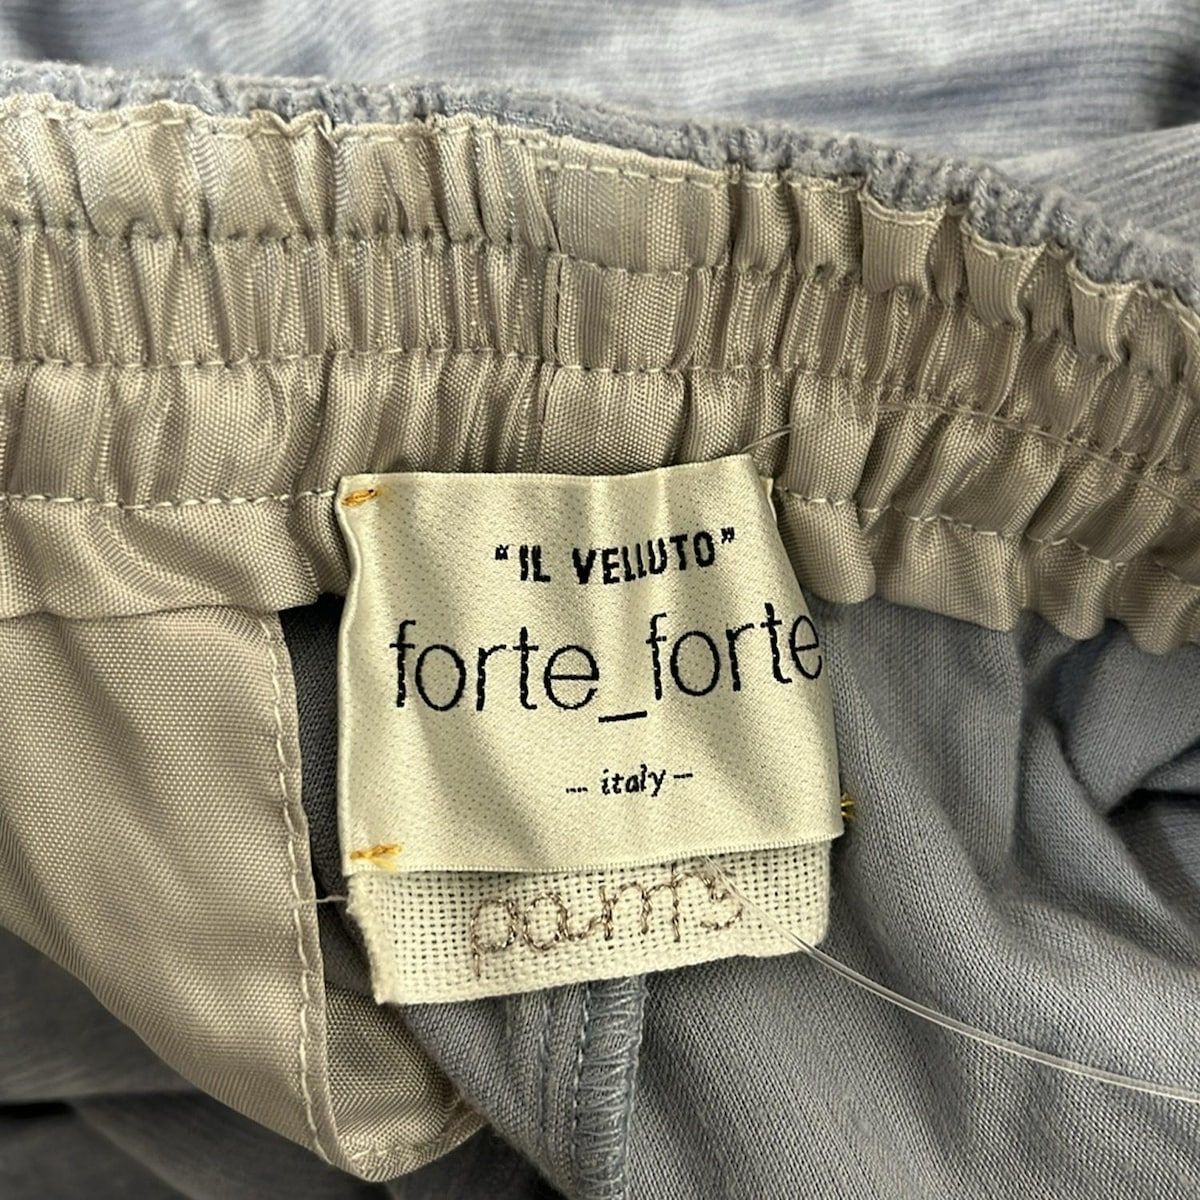 "IL VELLUTO"
forte_forte
- italy -
pants